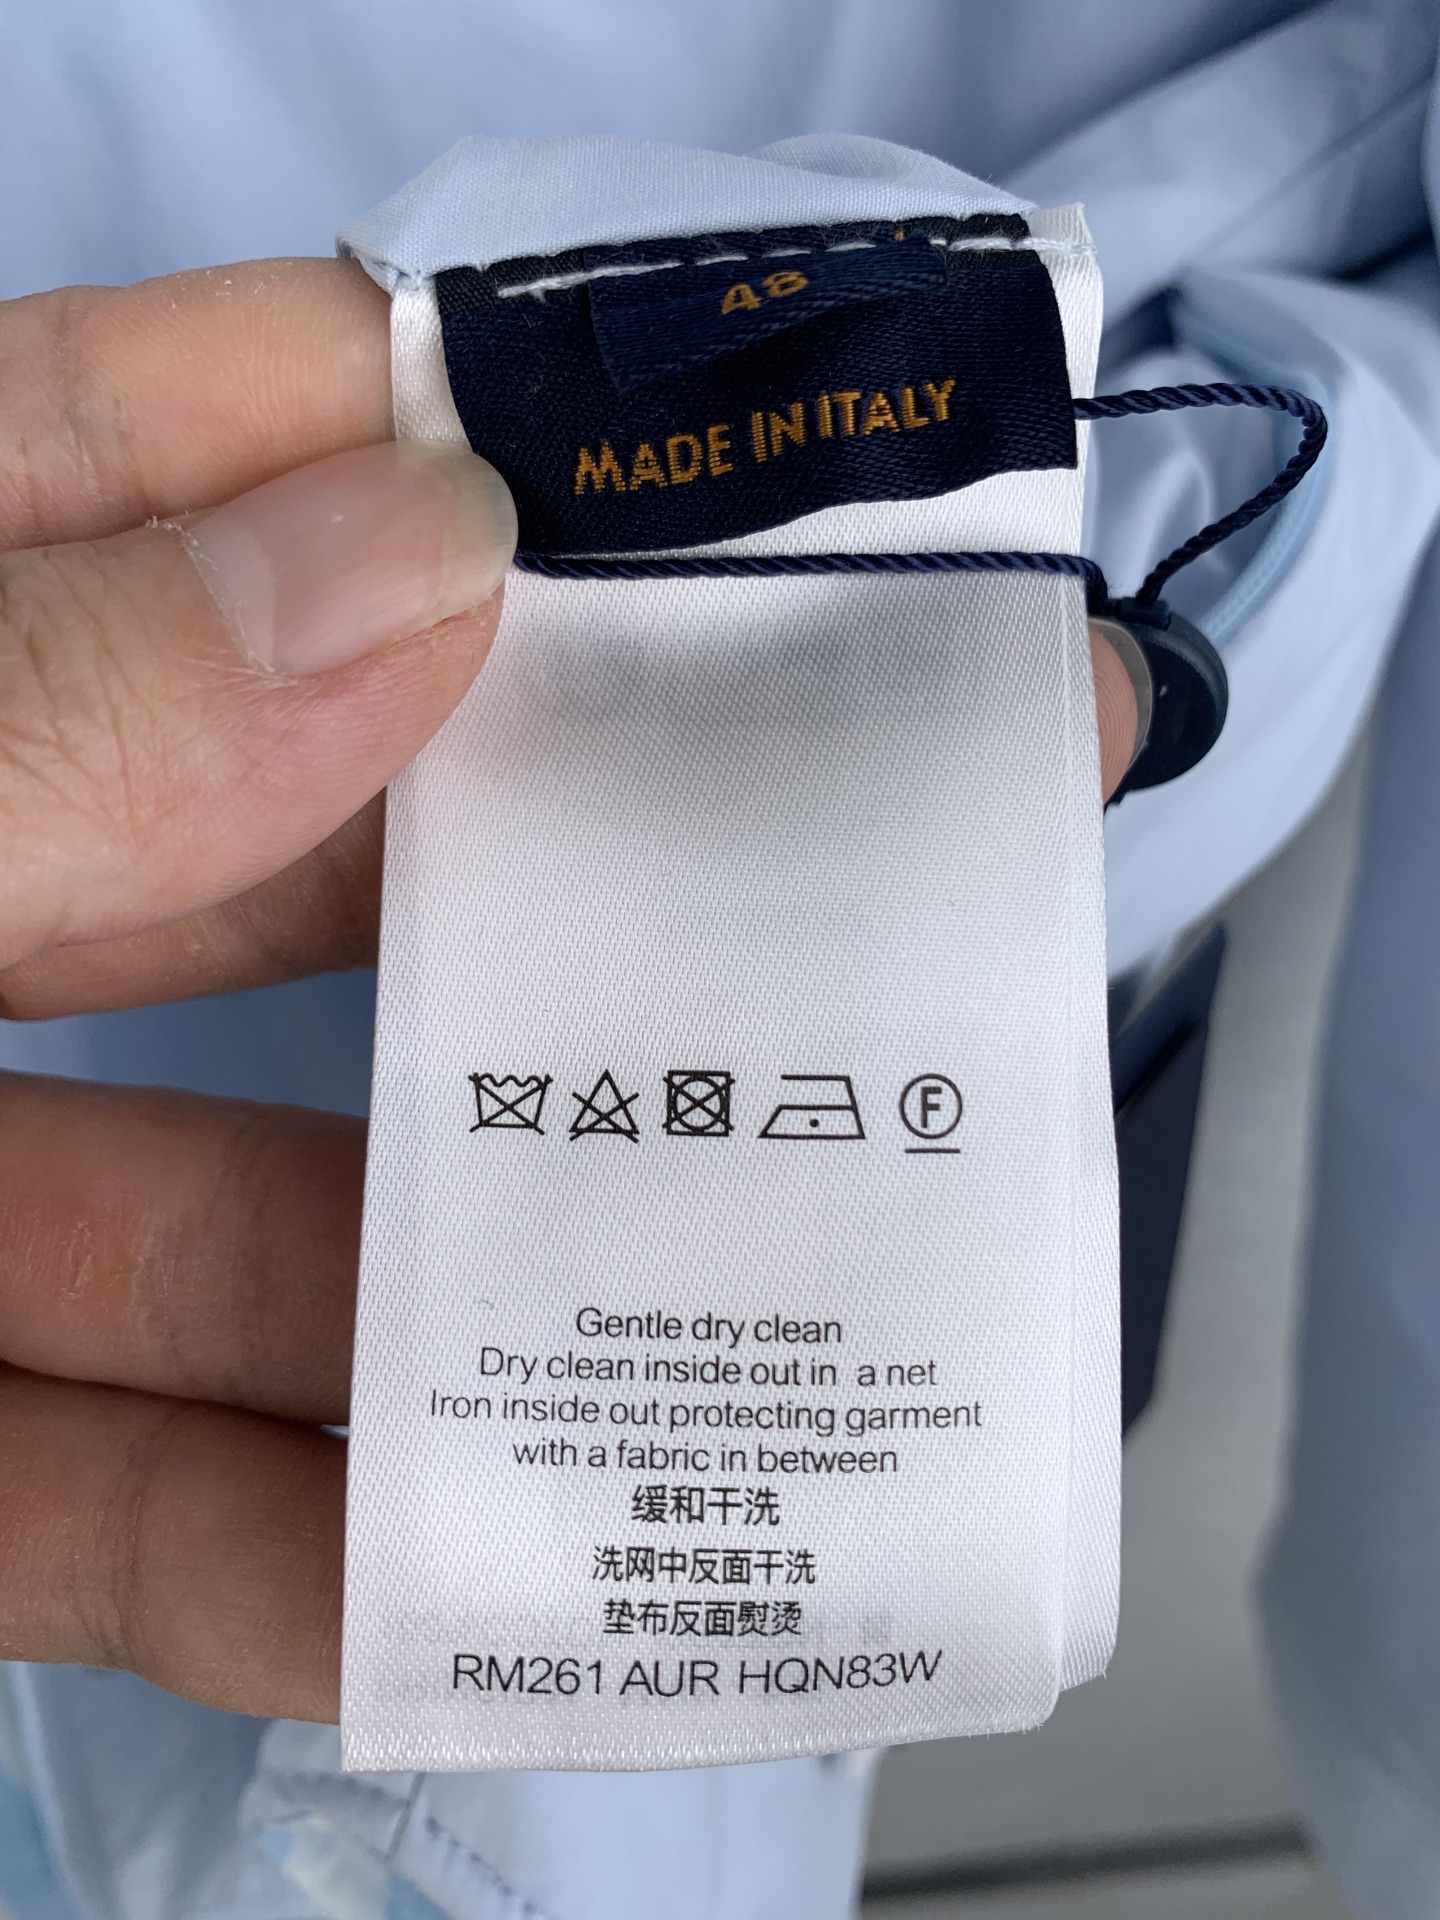 48
MADE IN ITALY
F
Gentle dry clean
Dry clean inside out in a net
Iron inside out protecting garment
with a fabric in between
缓和干洗
洗网中反面干洗
垫布反面熨烫
RM261 AUR HQN83W